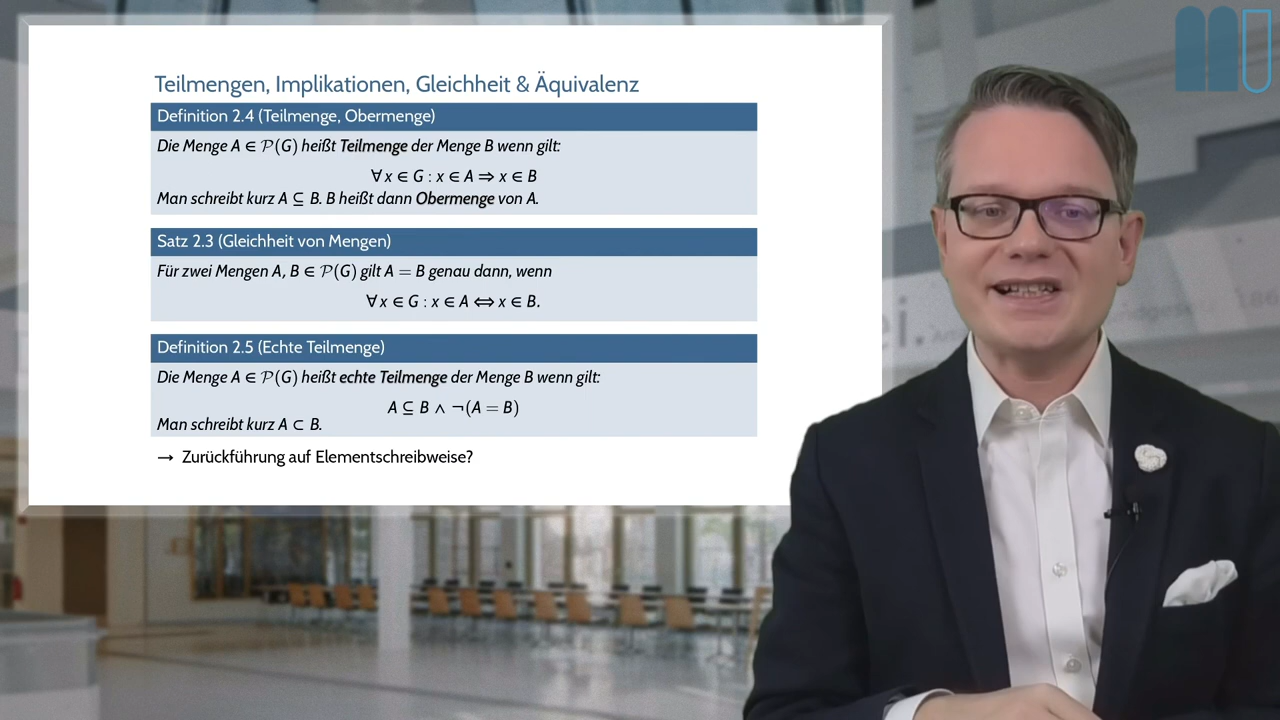 Teilmengen, Implikationen, Gleichheit & Äquivalenz
Definition 2.4 (Teilmenge, Obermenge)
Die Menge A ∈ 𝒫(G) heißt Teilmenge der Menge B wenn gilt:
∀ x ∈ G : x ∈ A ⇒ x ∈ B
Man schreibt kurz A ⊆ B. B heißt dann Obermenge von A.
Satz 2.3 (Gleichheit von Mengen)
Für zwei Mengen A, B ∈ 𝒫(G) gilt A = B genau dann, wenn
∀ x ∈ G : x ∈ A ⟺ x ∈ B.
Definition 2.5 (Echte Teilmenge)
Die Menge A ∈ 𝒫(G) heißt echte Teilmenge der Menge B wenn gilt:
A ⊆ B ∧ ¬(A = B)
Man schreibt kurz A ⊂ B.
→ Zurückführung auf Elementschreibweise?